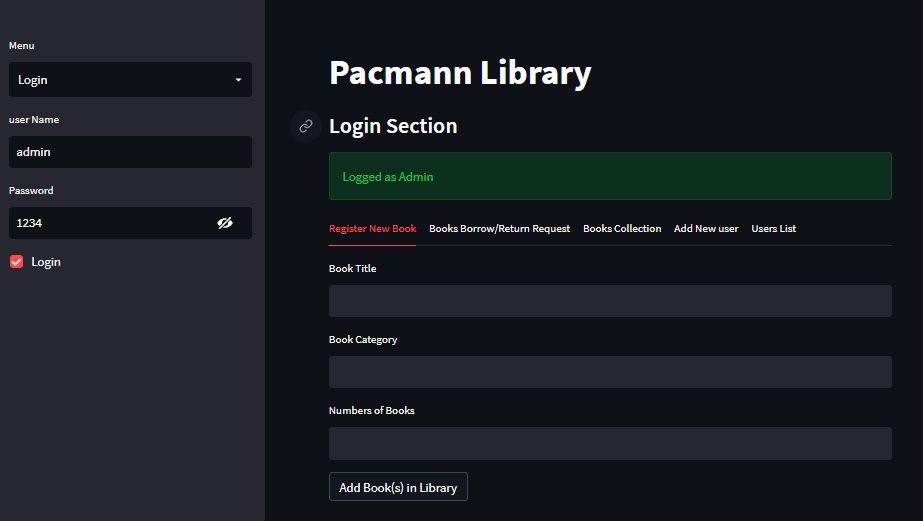 Menu
Login
user Name
admin
Password
1234
Login
Pacmann Library
Login Section
Logged as Admin
Register New Book Books Borrow/Return Request Books Collection Add New user Users List
Book Title
Book Category
Numbers of Books
Add Book(s) in Library